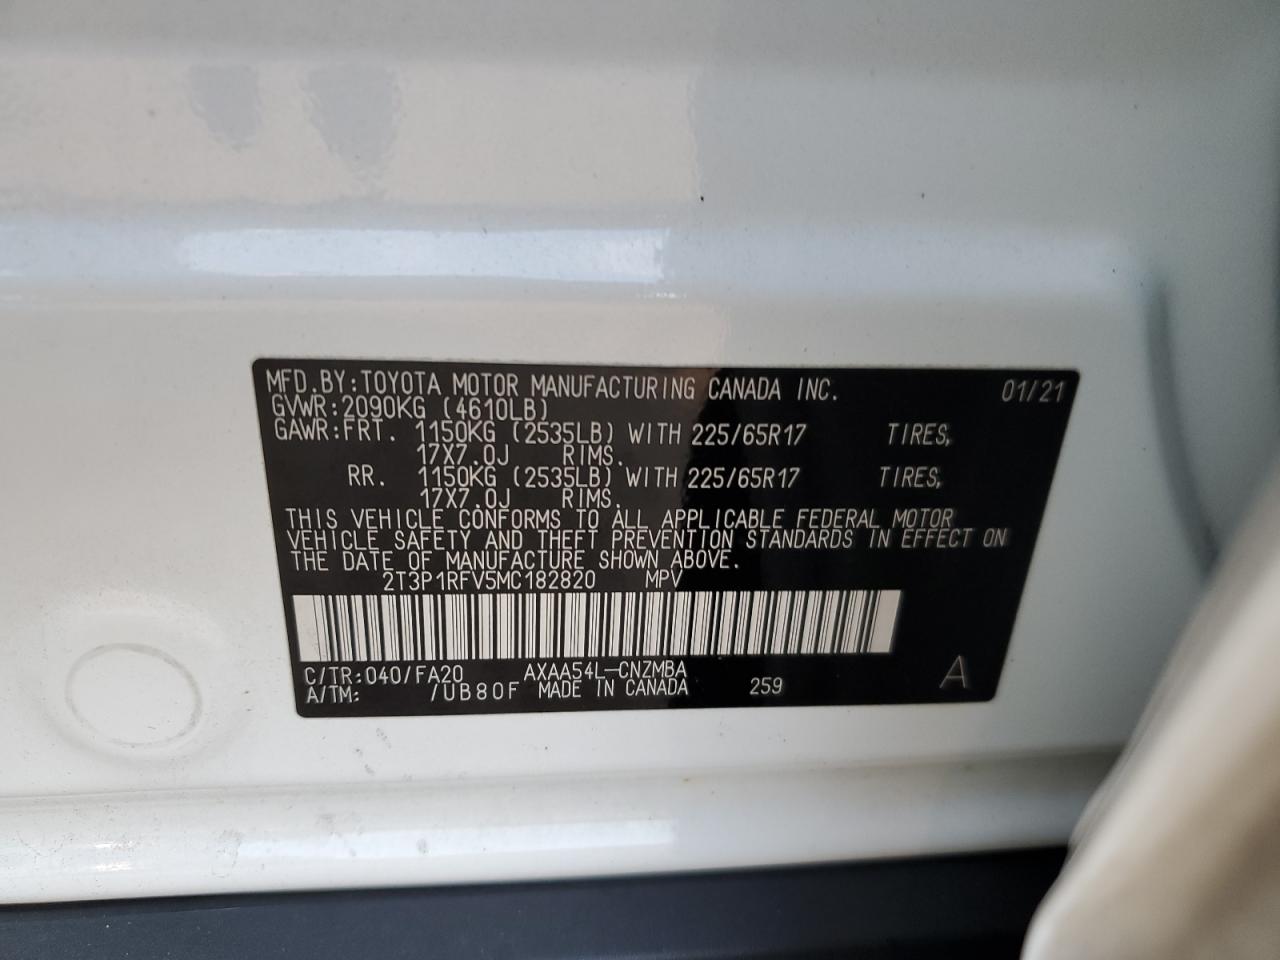 MFD.BY:TOYOTA MOTOR MANUFACTURING CANADA INC. 01/21
GVWR:2090KG (4610LB)
GAWR:FRT. 1150KG (2535LB) WITH 225/65R17 TIRES,
17X7.0J RIMS.
RR. 1150KG (2535LB) WITH 225/65R17 TIRES,
17X7.0J RIMS.
THIS VEHICLE CONFORMS TO ALL APPLICABLE FEDERAL MOTOR
VEHICLE SAFETY AND THEFT PREVENTION STANDARDS IN EFFECT ON
THE DATE OF MANUFACTURE SHOWN ABOVE.
2T3P1RFV5MC182820 MPV
C/TR:040/FA20 AXAA54L-CNZMBA
A/TM: /UB80F MADE IN CANADA 259 A